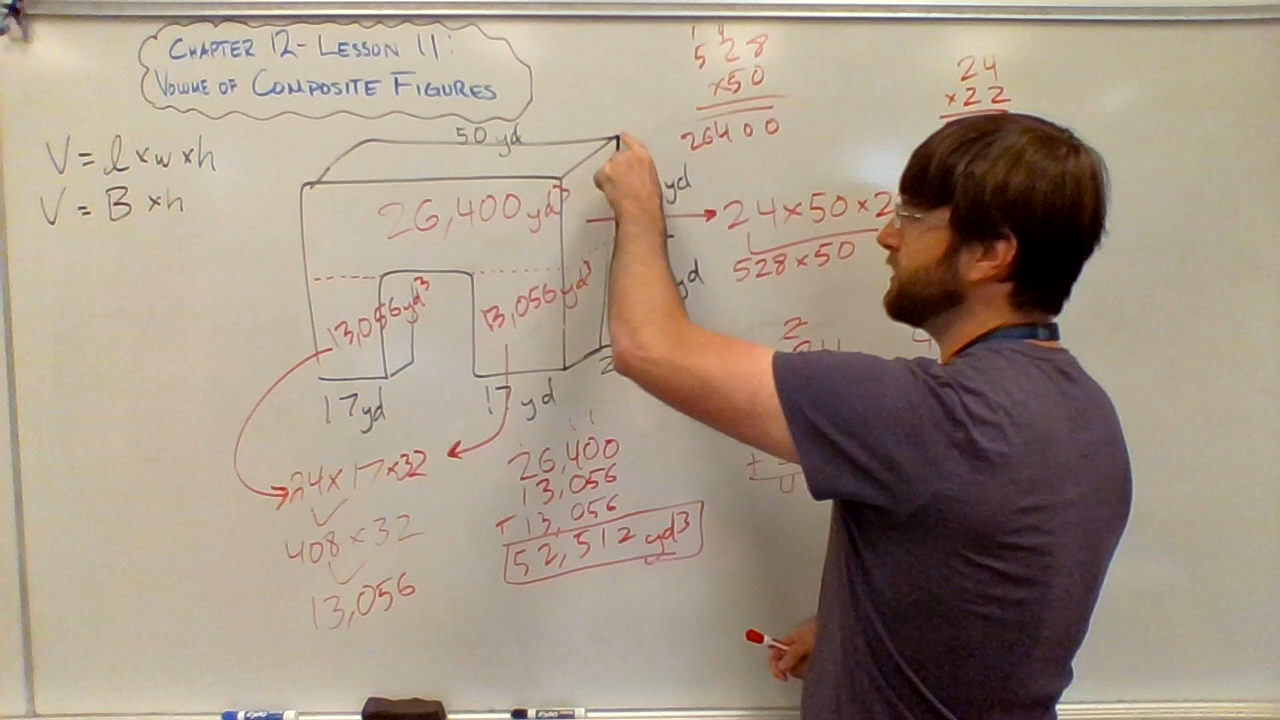 CHAPTER 12 - LESSON 11:
VOLUME OF COMPOSITE FIGURES
V = l x w x h
V = B x h
50 yd
26,400 yd³
13,056 yd³
13,056 yd³
yd
yd
17 yd
17 yd
24 x 17 x 32
408 x 32
13,056
26,400
13,056
+ 13,056
52,512 yd³
528
x 50
26400
24
x 22
24 x 50 x 2
528 x 50